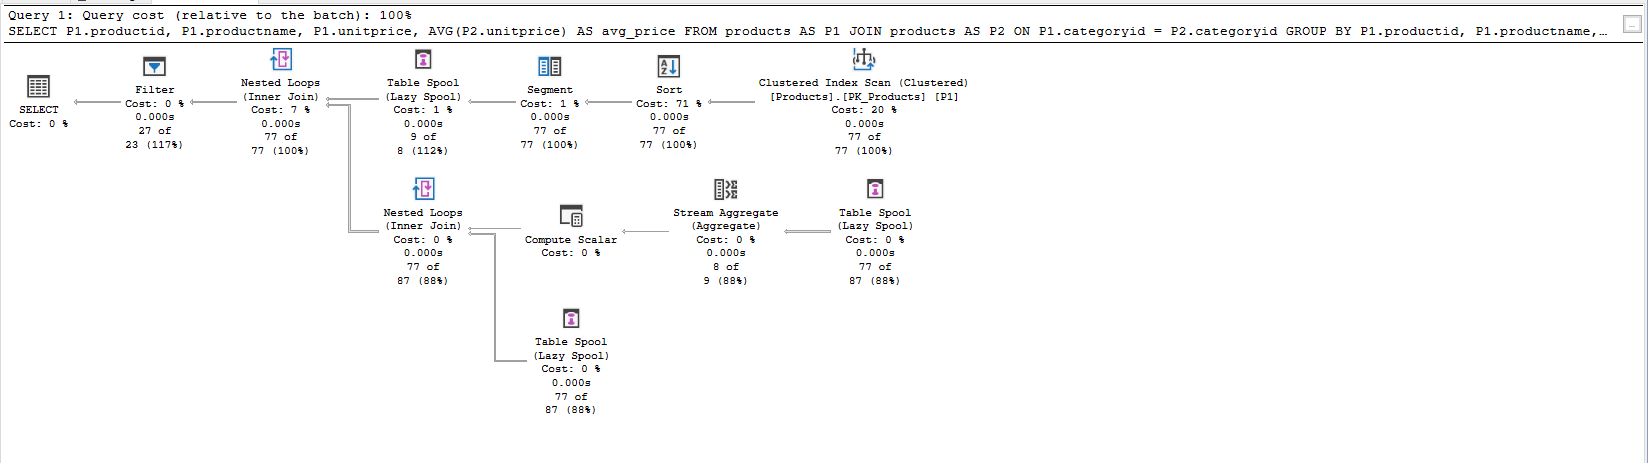 Query 1: Query cost (relative to the batch): 100%
SELECT P1.productid, P1.productname, P1.unitprice, AVG(P2.unitprice) AS avg_price FROM products AS P1 JOIN products AS P2 ON P1.categoryid = P2.categoryid GROUP BY P1.productid, P1.productname,…
...
SELECT
Cost: 0 %
Filter
Cost: 0 %
0.000s
27 of
23 (117%)
Nested Loops
(Inner Join)
Cost: 7 %
0.000s
77 of
77 (100%)
Table Spool
(Lazy Spool)
Cost: 1 %
0.000s
9 of
8 (112%)
Segment
Cost: 1 %
0.000s
77 of
77 (100%)
Sort
Cost: 71 %
0.000s
77 of
77 (100%)
Clustered Index Scan (Clustered)
[Products].[PK_Products] [P1]
Cost: 20 %
0.000s
77 of
77 (100%)
Nested Loops
(Inner Join)
Cost: 0 %
0.000s
77 of
87 (88%)
Compute Scalar
Cost: 0 %
Stream Aggregate
(Aggregate)
Cost: 0 %
0.000s
8 of
9 (88%)
Table Spool
(Lazy Spool)
Cost: 0 %
0.000s
77 of
87 (88%)
Table Spool
(Lazy Spool)
Cost: 0 %
0.000s
77 of
87 (88%)